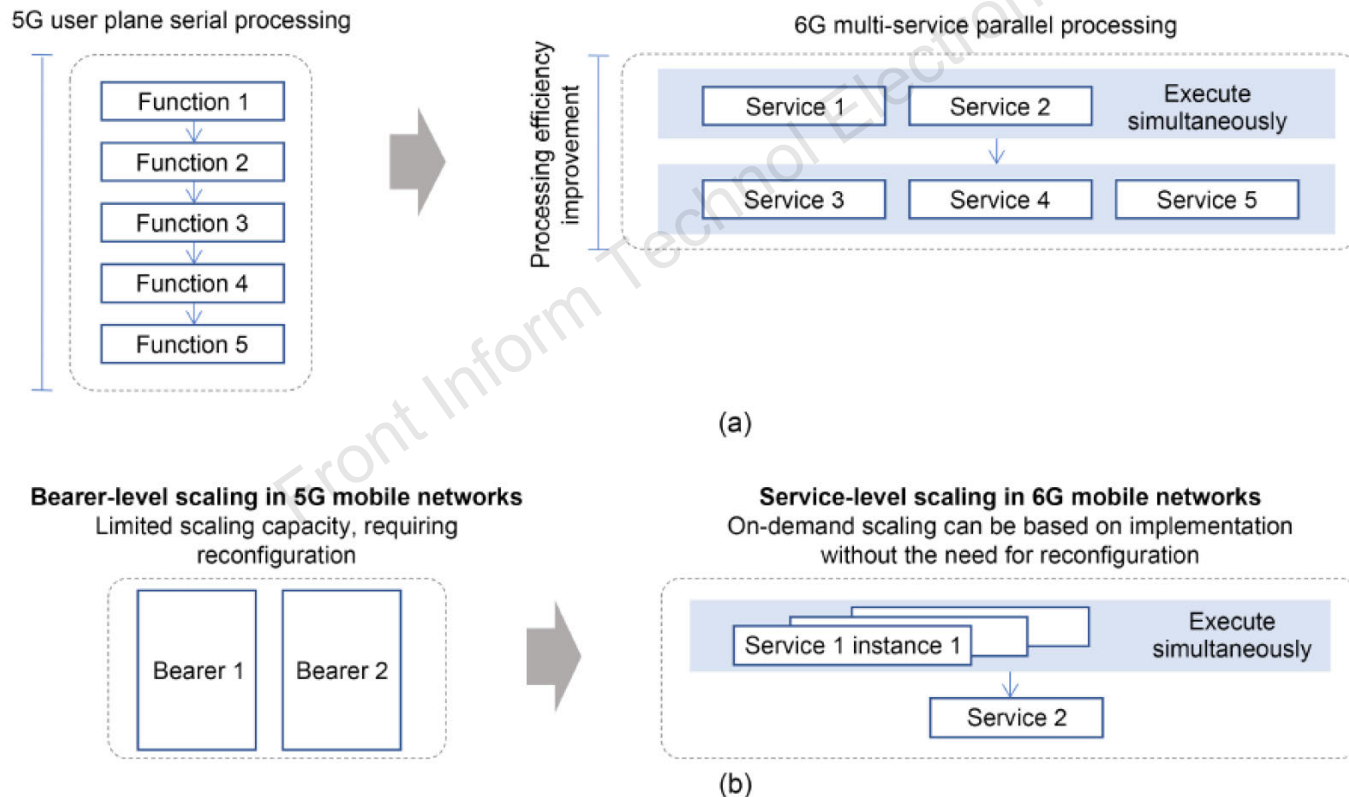 5G user plane serial processing
Function 1
Function 2
Function 3
Function 4
Function 5
6G multi-service parallel processing
Processing efficiency
improvement
Service 1
Service 2
Execute
simultaneously
Service 3
Service 4
Service 5
(a)
Bearer-level scaling in 5G mobile networks
Limited scaling capacity, requiring
reconfiguration
Bearer 1
Bearer 2
Service-level scaling in 6G mobile networks
On-demand scaling can be based on implementation
without the need for reconfiguration
Service 1 instance 1
Execute
simultaneously
Service 2
(b)
Front Inform Technol Electron